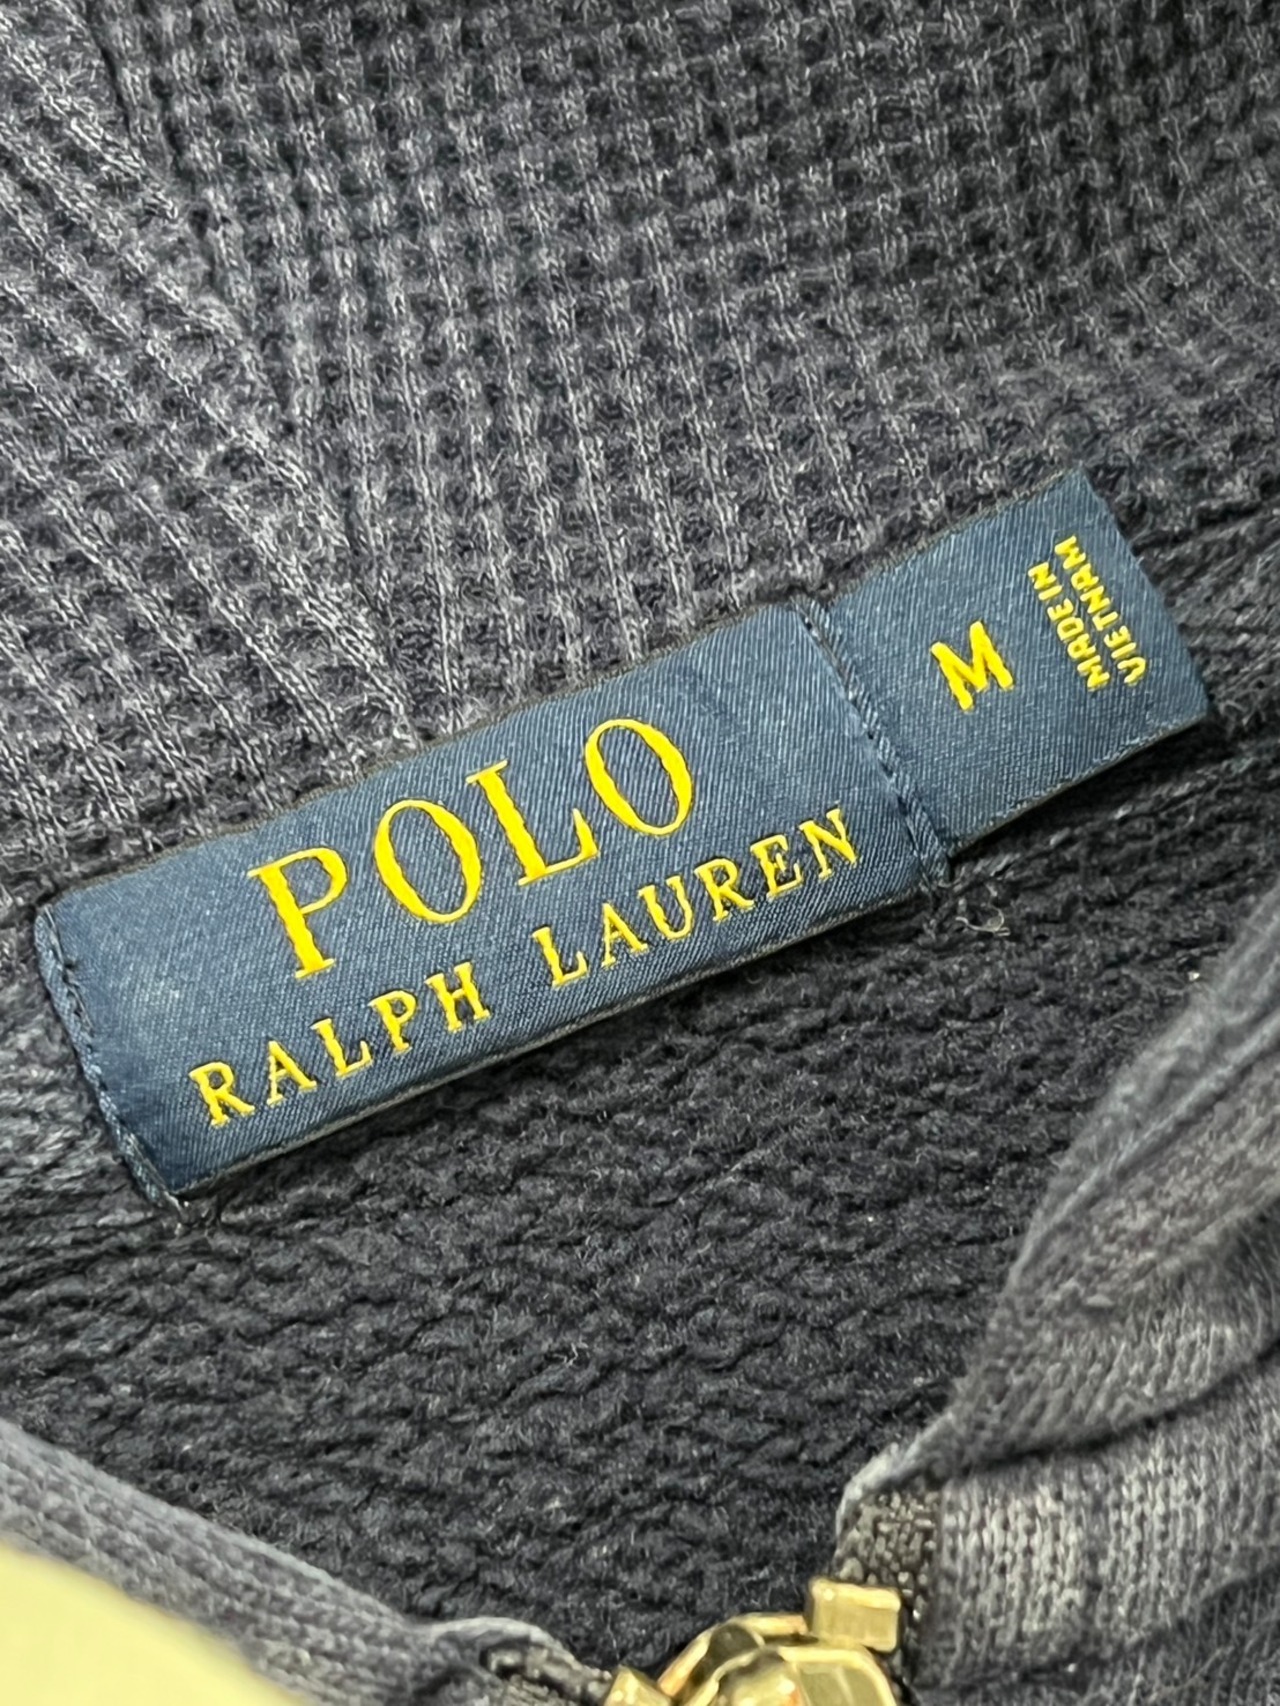 POLO
RALPH LAUREN
M
MADE IN
VIETNAM